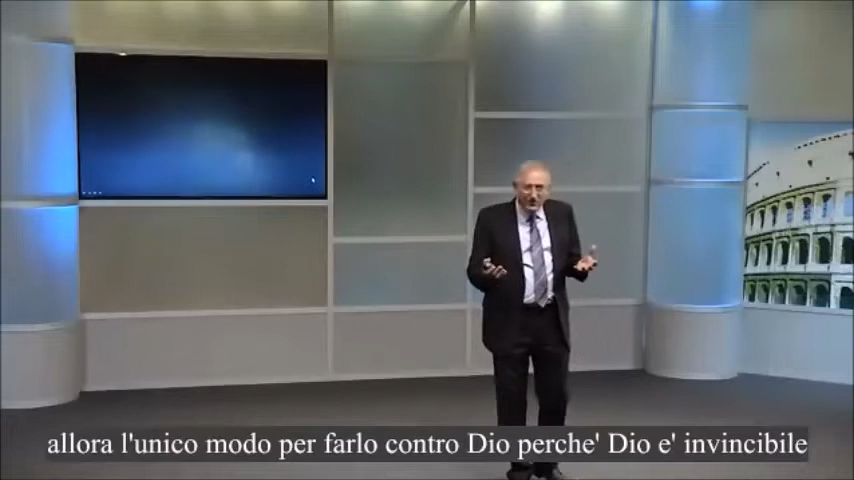 allora l'unico modo per farlo contro Dio perche' Dio e' invincibile